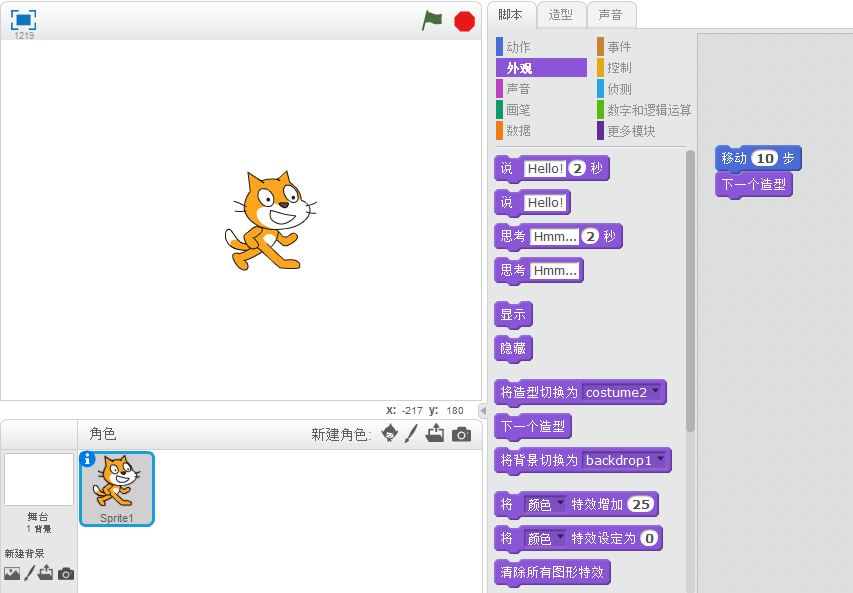 1219
x: -217 y: 180
角色
新建角色:
Sprite1
舞台
1 背景
新建背景
脚本 造型 声音
动作 事件
外观 控制
声音 侦测
画笔 数字和逻辑运算
数据 更多模块
说 Hello! 2 秒
说 Hello!
思考 Hmm... 2 秒
思考 Hmm...
显示
隐藏
将造型切换为 costume2
下一个造型
将背景切换为 backdrop1
将 颜色 特效增加 25
将 颜色 特效设定为 0
清除所有图形特效
移动 10 步
下一个造型